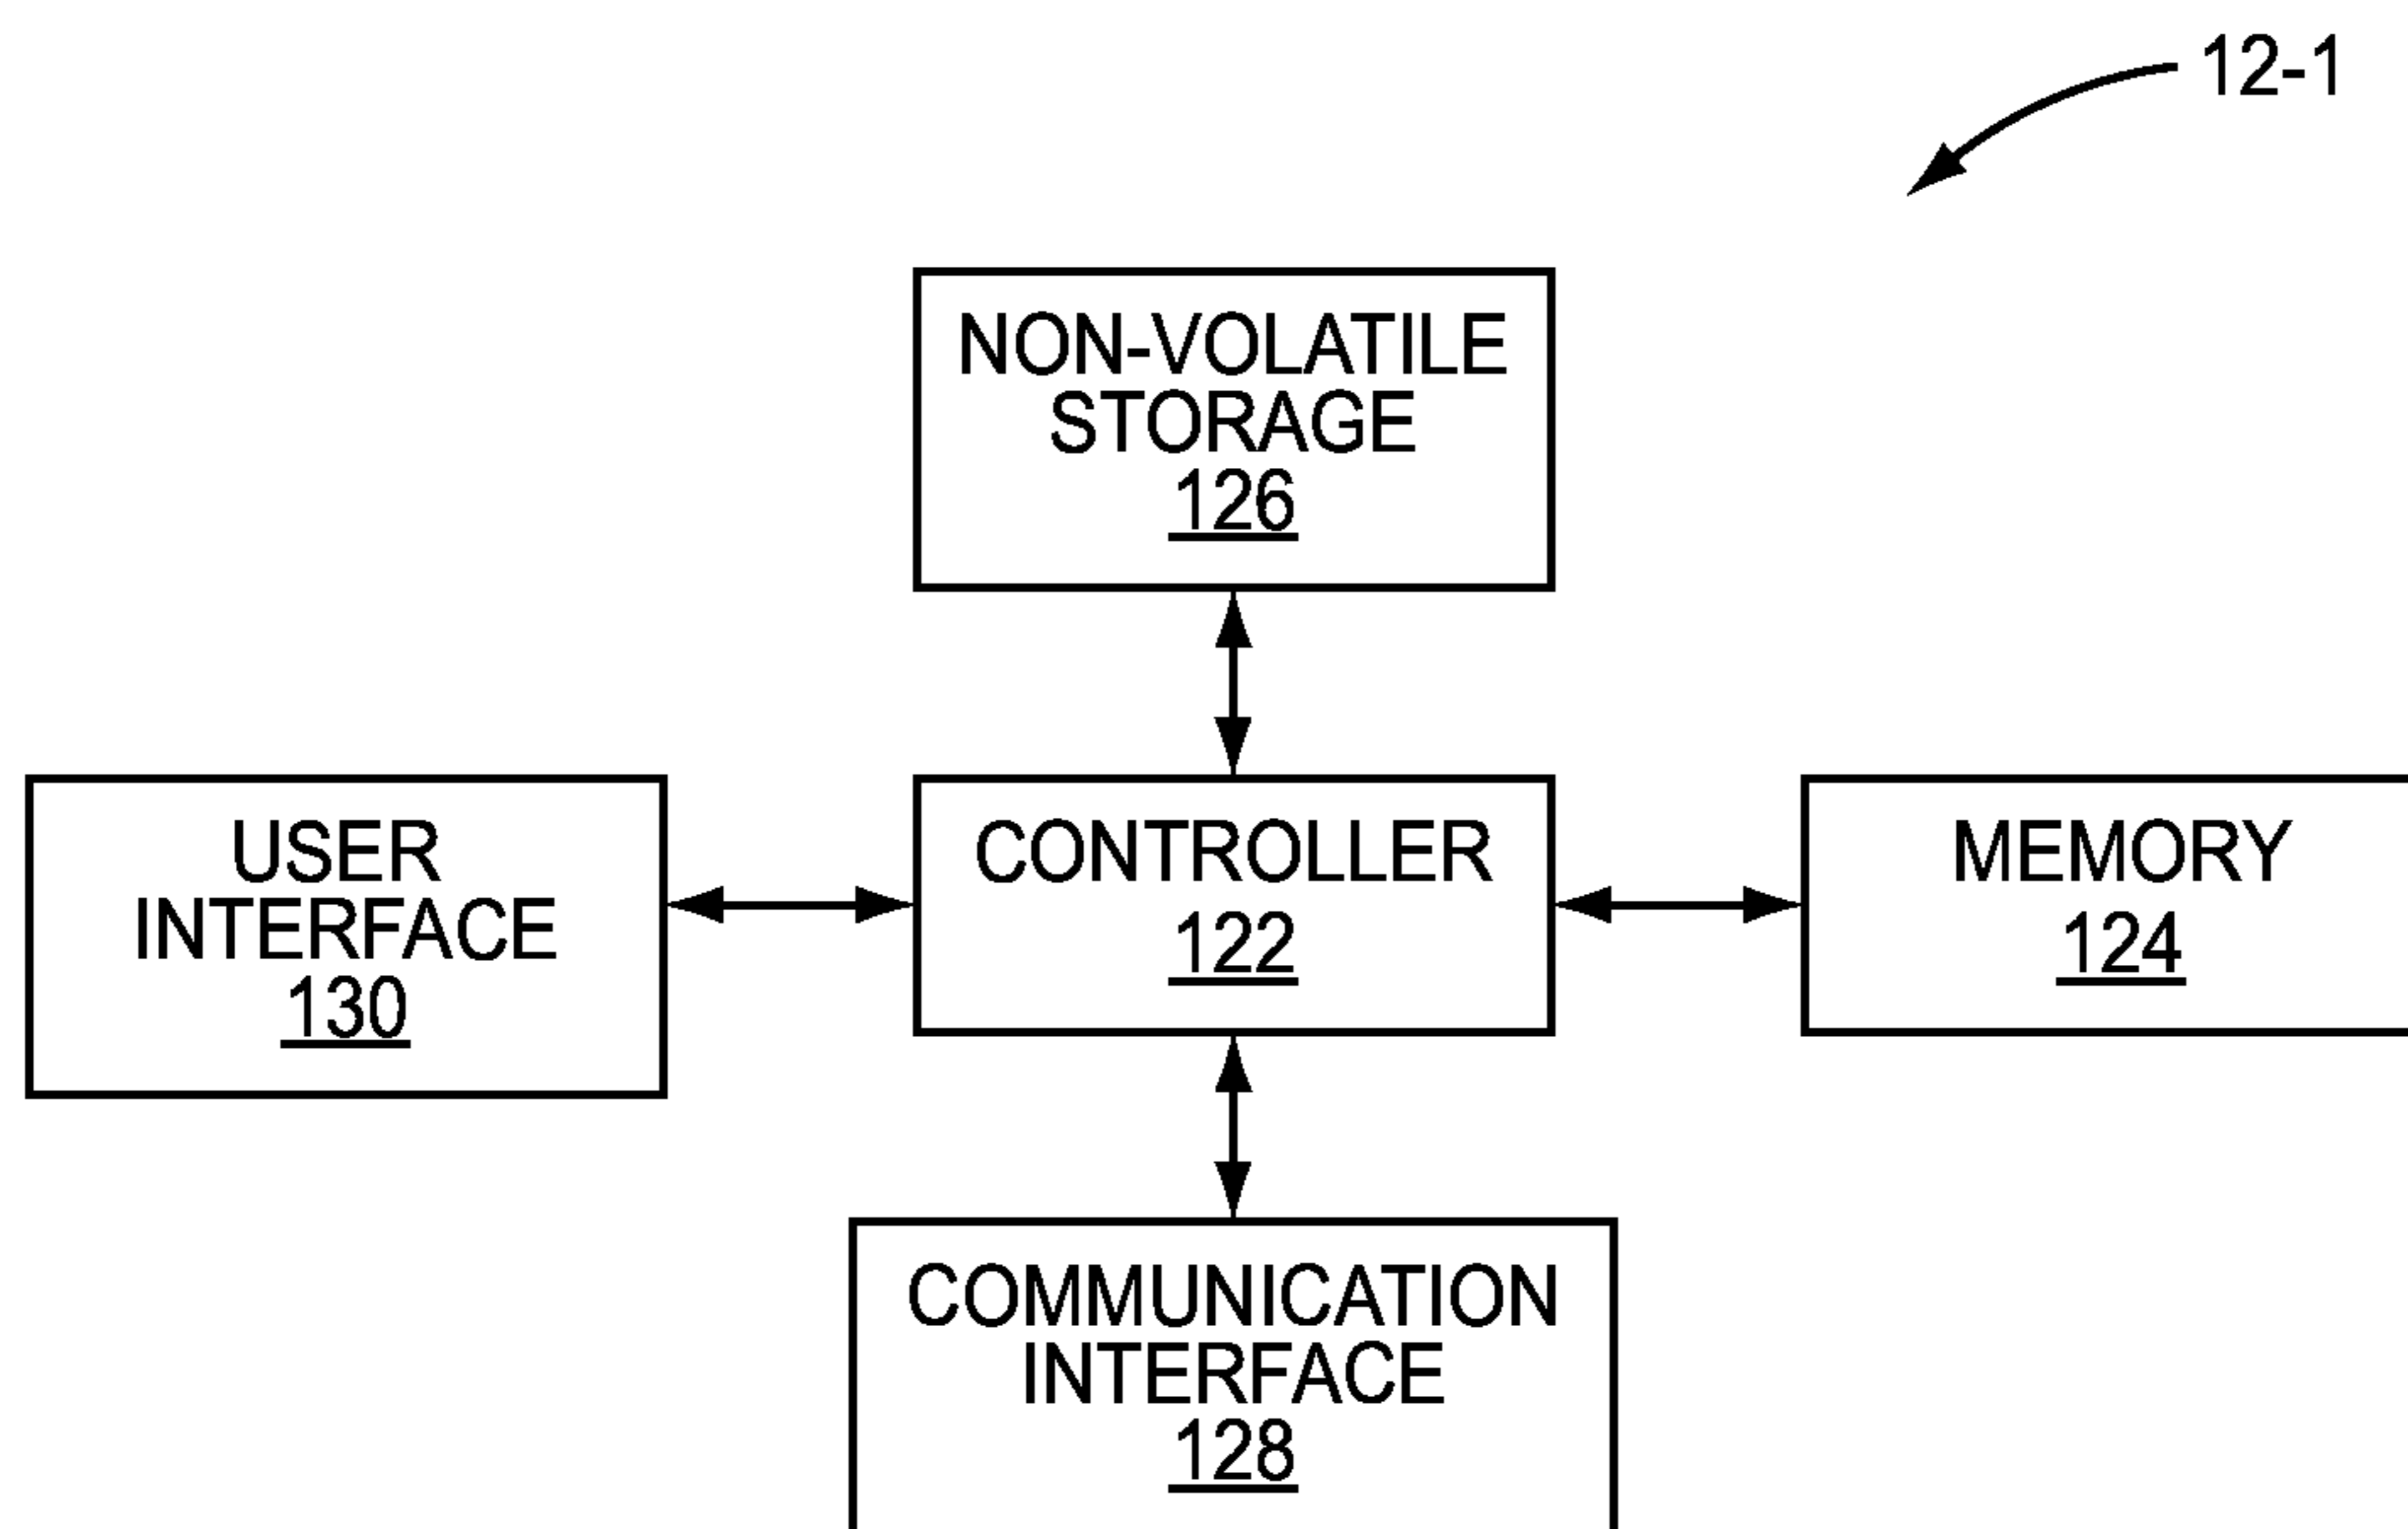 12-1
NON-VOLATILE
STORAGE
126
USER
INTERFACE
130
CONTROLLER
122
MEMORY
124
COMMUNICATION
INTERFACE
128